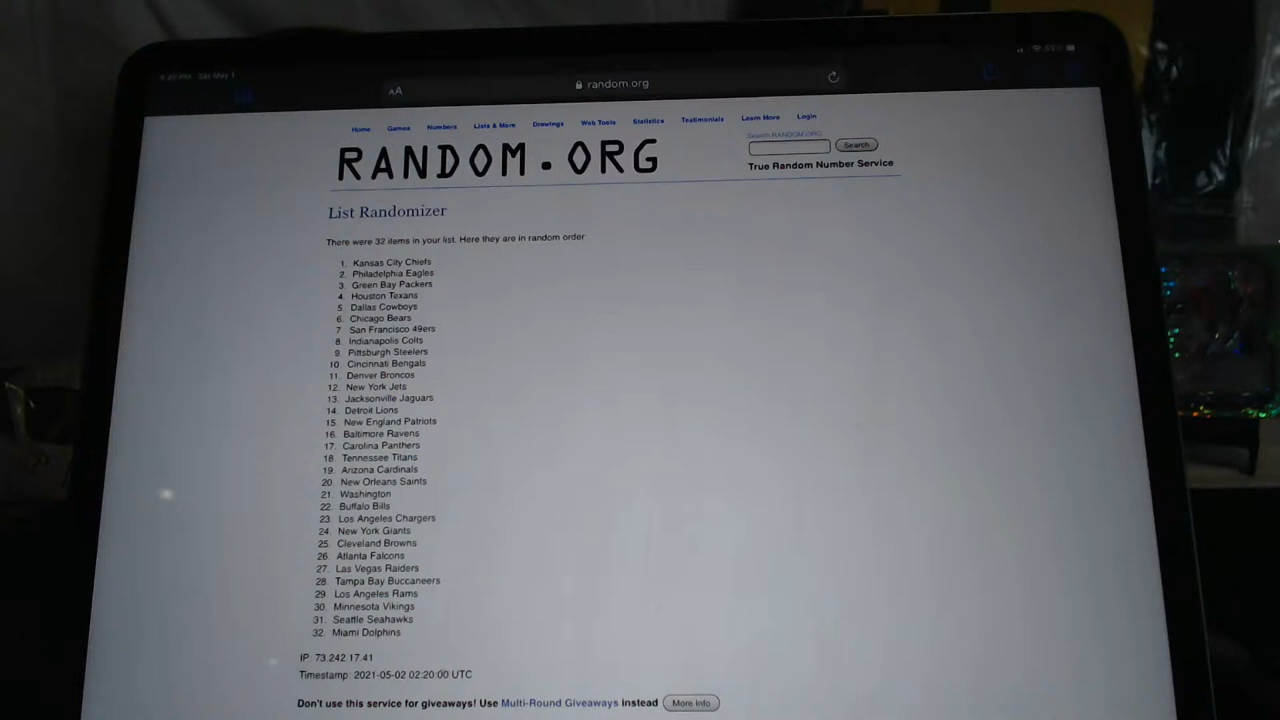 Sat May 1
AA
random.org
Home Games Numbers Lists & More Drawings Web Tools Statistics Testimonials Learn More Login
Search RANDOM.ORG
RANDOM.ORG
Search
True Random Number Service
List Randomizer
There were 32 items in your list. Here they are in random order
1. Kansas City Chiefs
2. Philadelphia Eagles
3. Green Bay Packers
4. Houston Texans
5. Dallas Cowboys
6. Chicago Bears
7. San Francisco 49ers
8. Indianapolis Colts
9. Pittsburgh Steelers
10. Cincinnati Bengals
11. Denver Broncos
12. New York Jets
13. Jacksonville Jaguars
14. Detroit Lions
15. New England Patriots
16. Baltimore Ravens
17. Carolina Panthers
18. Tennessee Titans
19. Arizona Cardinals
20. New Orleans Saints
21. Washington
22. Buffalo Bills
23. Los Angeles Chargers
24. New York Giants
25. Cleveland Browns
26. Atlanta Falcons
27. Las Vegas Raiders
28. Tampa Bay Buccaneers
29. Los Angeles Rams
30. Minnesota Vikings
31. Seattle Seahawks
32. Miami Dolphins
IP: 73.242.17.41
Timestamp: 2021-05-02 02:20:00 UTC
Don't use this service for giveaways! Use Multi-Round Giveaways instead More Info